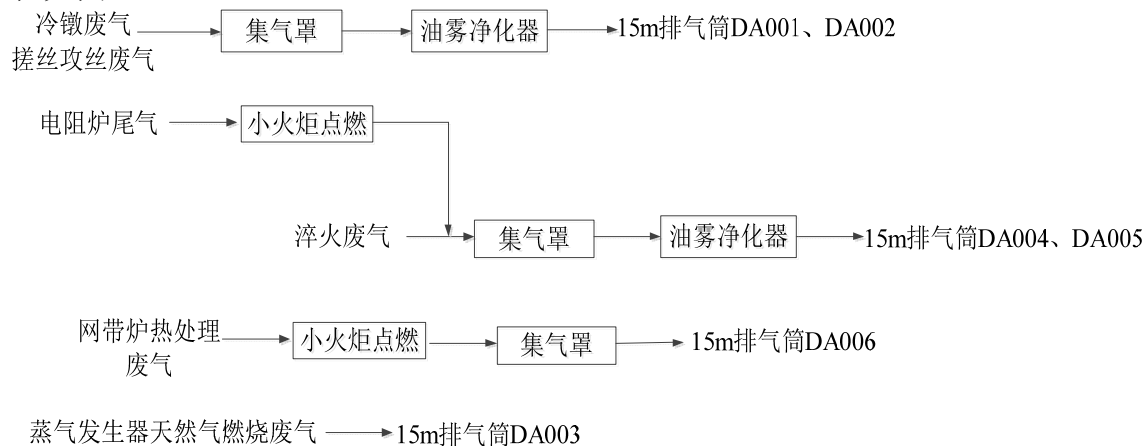 冷镦废气
搓丝攻丝废气
集气罩
油雾净化器
15m排气筒DA001、DA002
电阻炉尾气
小火炬点燃
淬火废气
集气罩
油雾净化器
15m排气筒DA004、DA005
网带炉热处理
废气
小火炬点燃
集气罩
15m排气筒DA006
蒸气发生器天然气燃烧废气
15m排气筒DA003